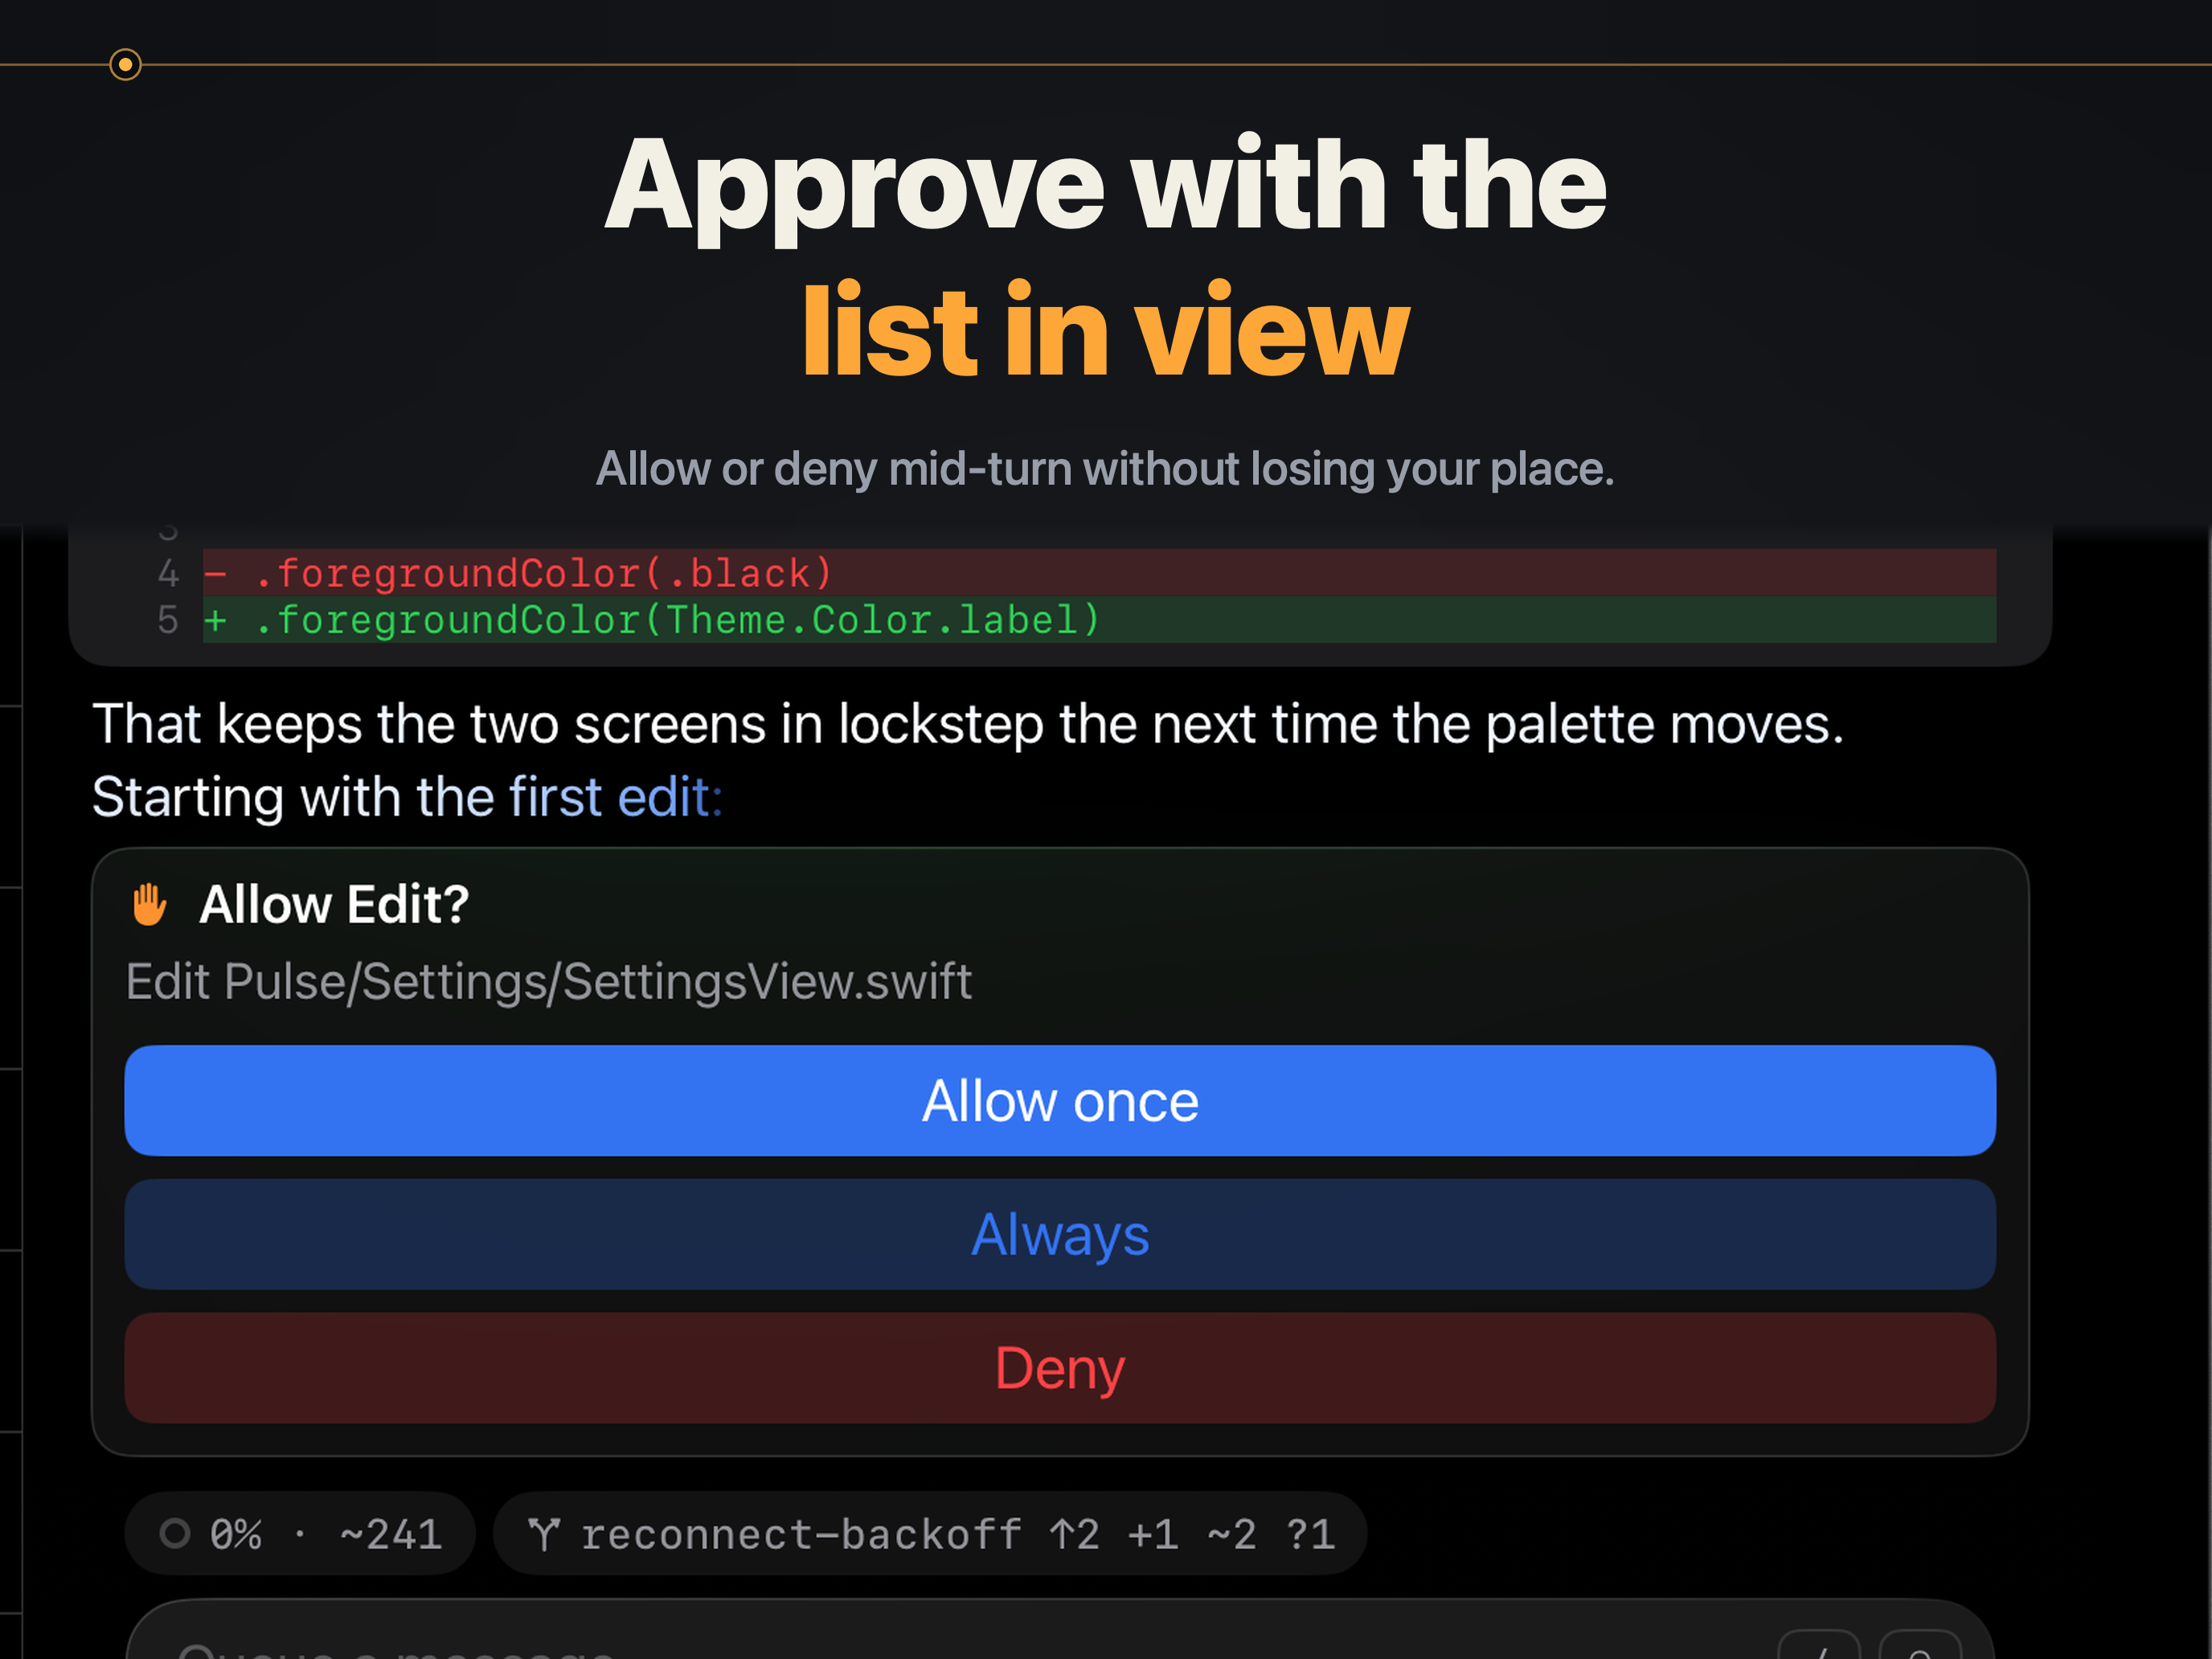 Approve with the
list in view
Allow or deny mid-turn without losing your place.
3
4 − .foregroundColor(.black)
5 + .foregroundColor(Theme.Color.label)
That keeps the two screens in lockstep the next time the palette moves.
Starting with the first edit:
Allow Edit?
Edit Pulse/Settings/SettingsView.swift
Allow once
Always
Deny
0% · ~241
reconnect-backoff ↑2 +1 ~2 ?1
Queue a message